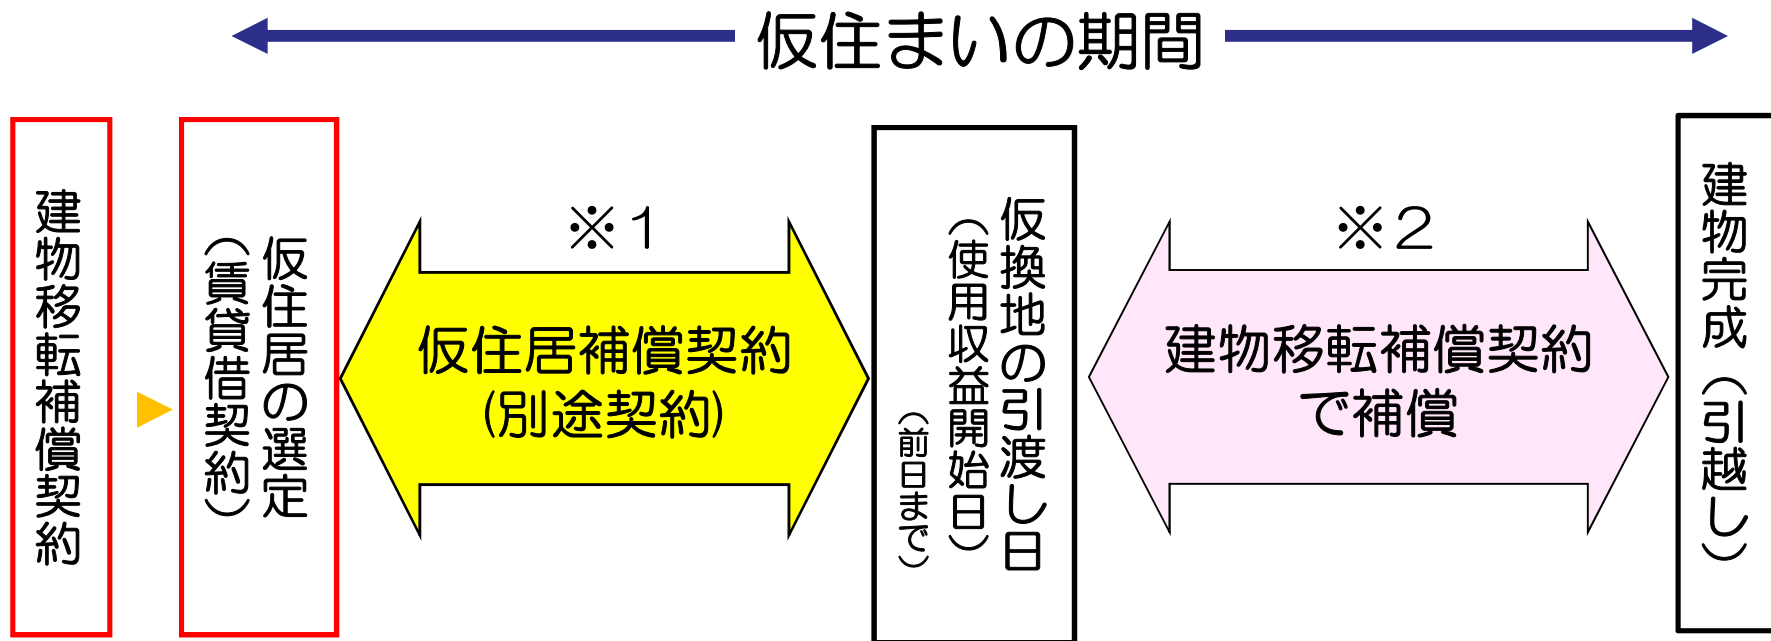 仮住まいの期間
建物移転補償契約
仮住居の選定
（賃貸借契約）
※１
仮住居補償契約
(別途契約)
仮換地の引渡し日
（使用収益開始日）
（前日まで）
※２
建物移転補償契約
で補償
建物完成（引越し）